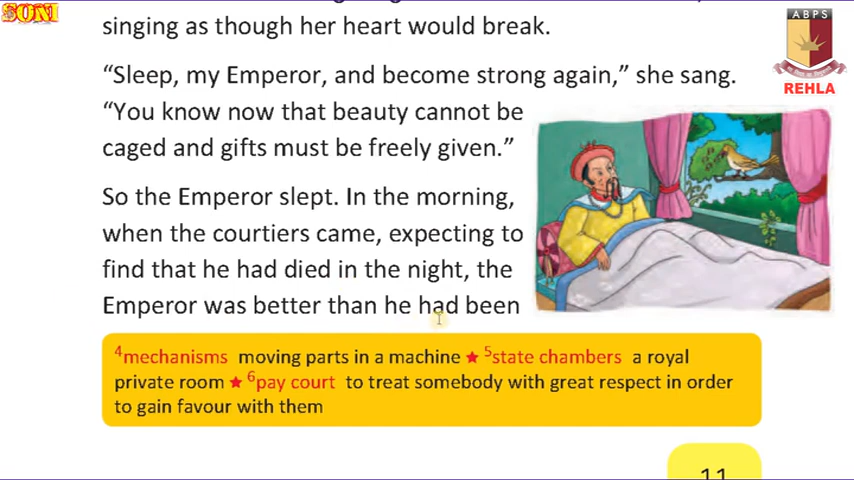 SONI
ABPS
REHLA
singing as though her heart would break.
“Sleep, my Emperor, and become strong again,” she sang.
“You know now that beauty cannot be
caged and gifts must be freely given.”
So the Emperor slept. In the morning,
when the courtiers came, expecting to
find that he had died in the night, the
Emperor was better than he had been
⁴mechanisms moving parts in a machine ★ ⁵state chambers a royal
private room ★ ⁶pay court to treat somebody with great respect in order
to gain favour with them
11